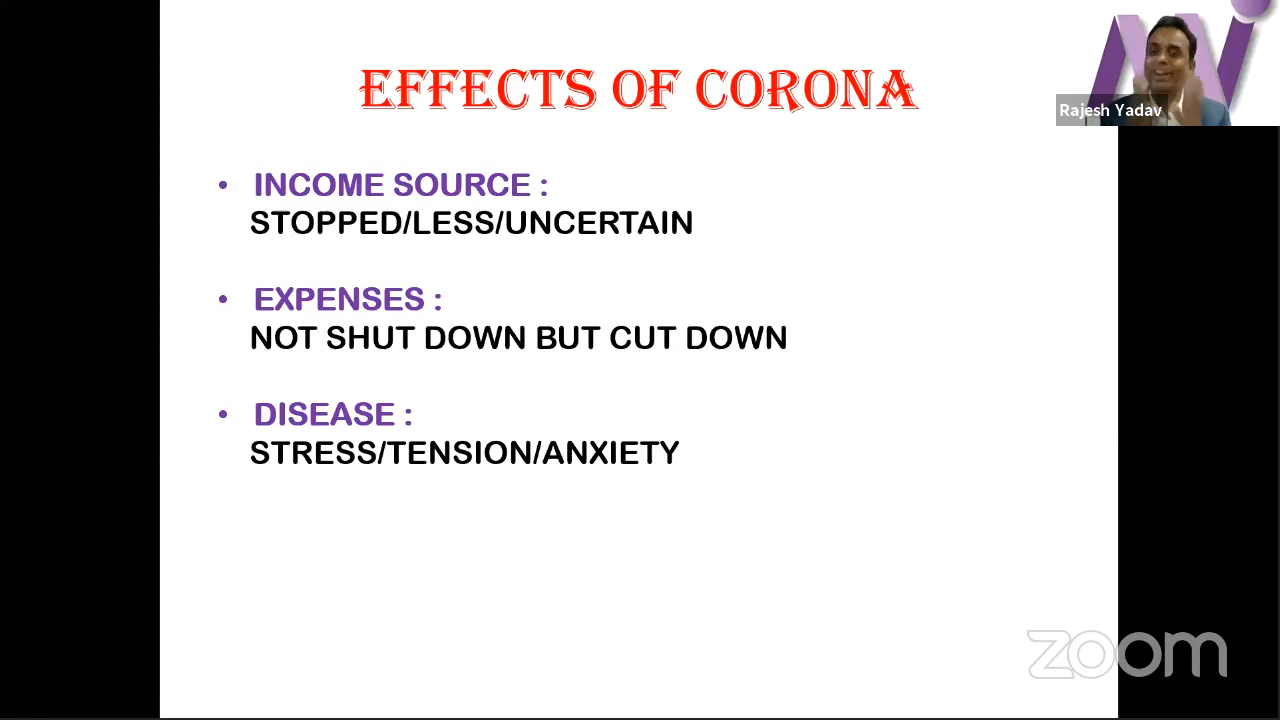 EFFECTS OF CORONA
Rajesh Yadav
• INCOME SOURCE :
STOPPED/LESS/UNCERTAIN
• EXPENSES :
NOT SHUT DOWN BUT CUT DOWN
• DISEASE :
STRESS/TENSION/ANXIETY
zoom